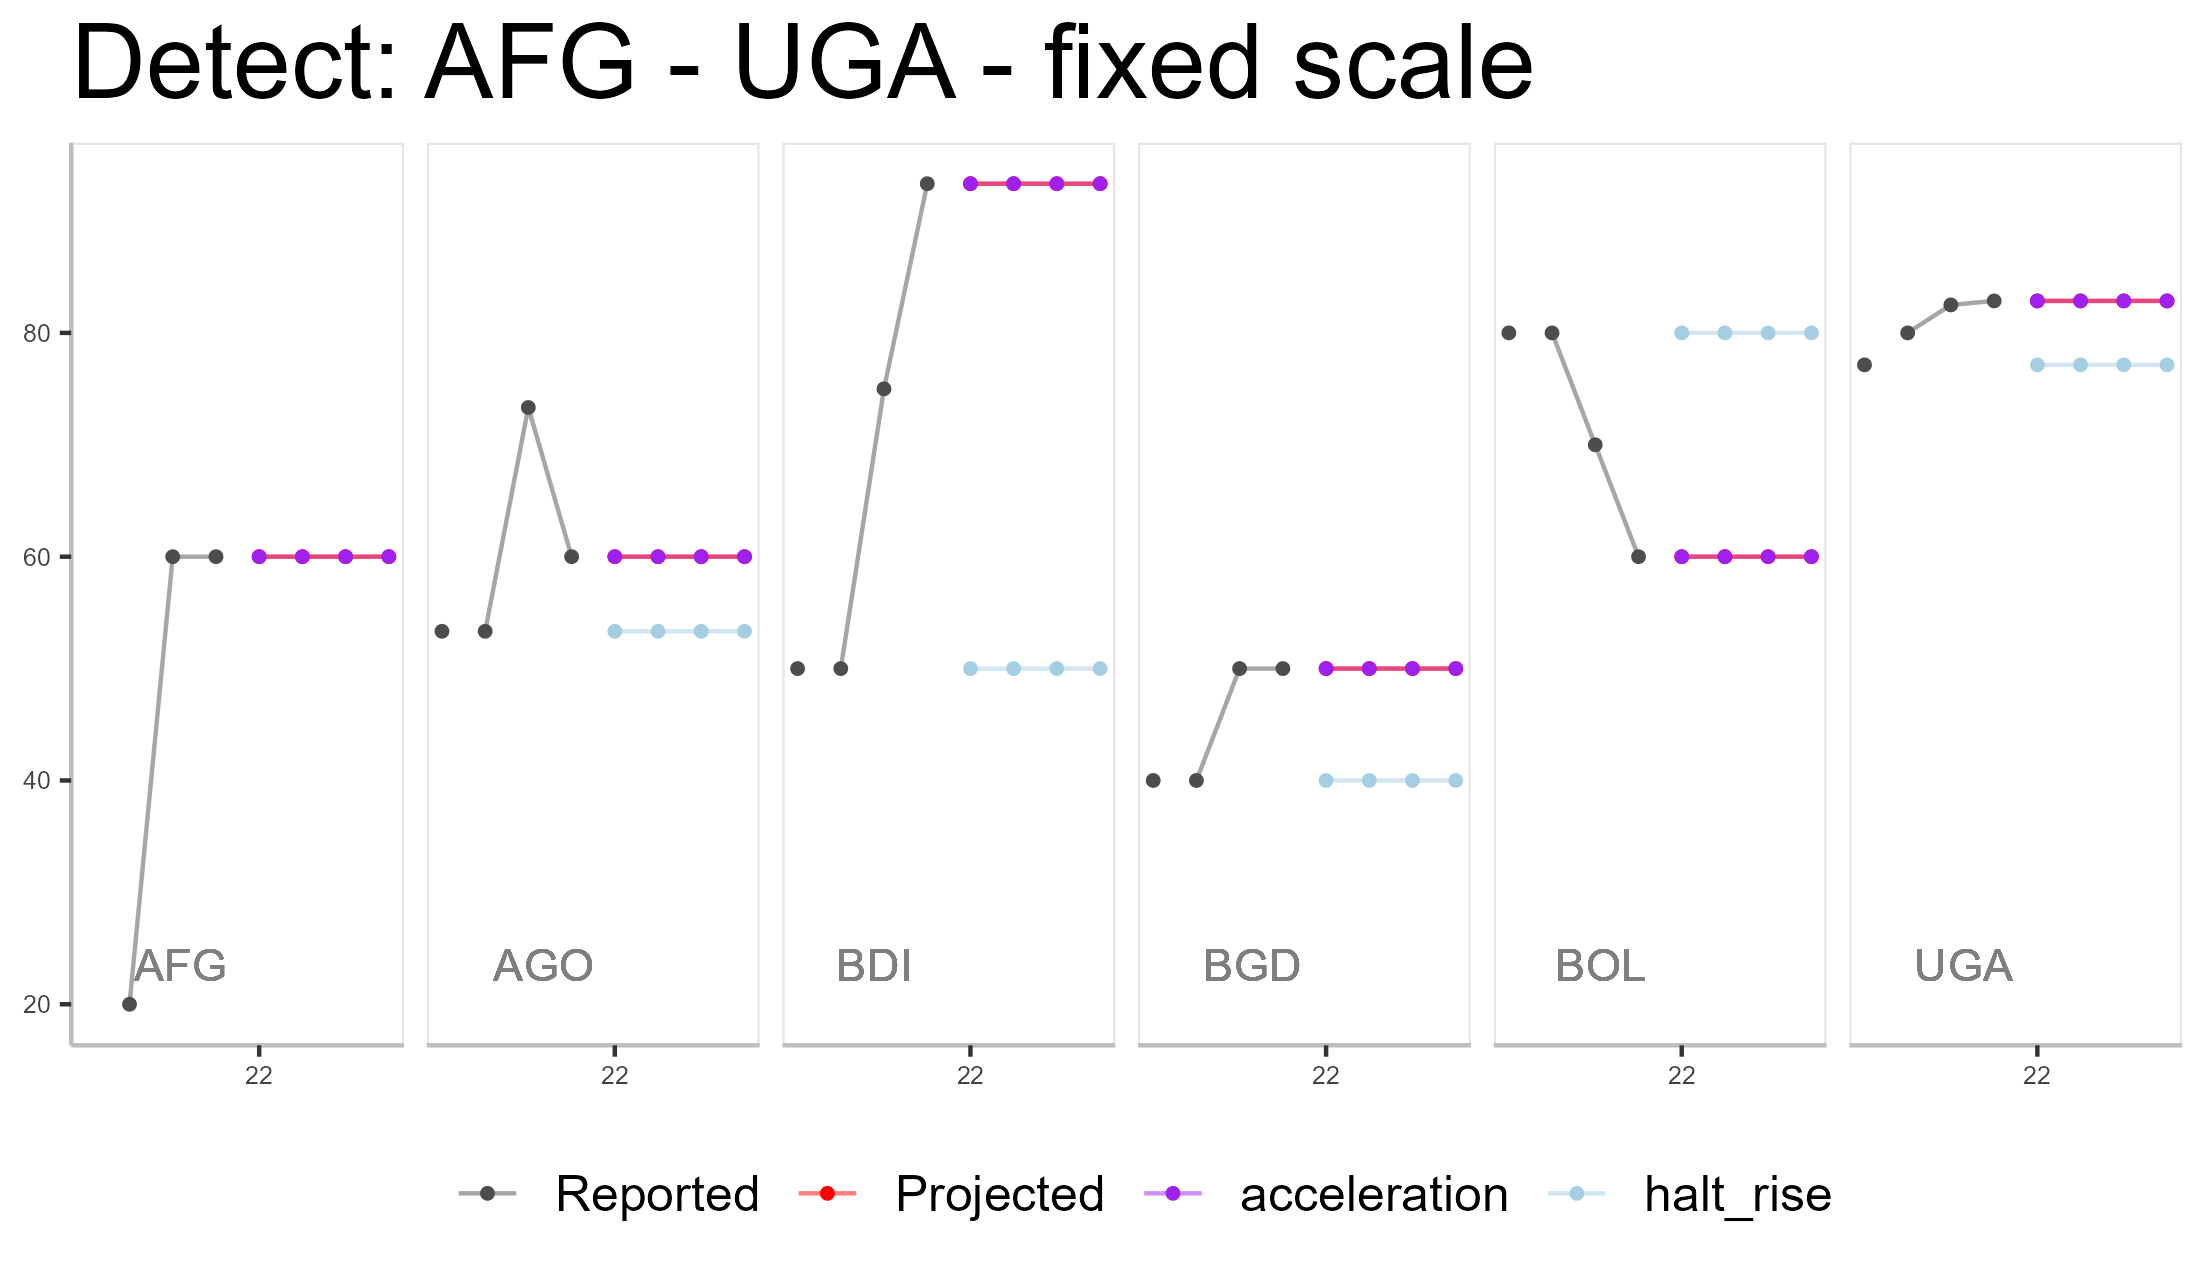 Detect: AFG - UGA - fixed scale
80
60
40
20
AFG AGO BDI BGD BOL UGA
22 22 22 22 22 22
Reported Projected acceleration halt_rise